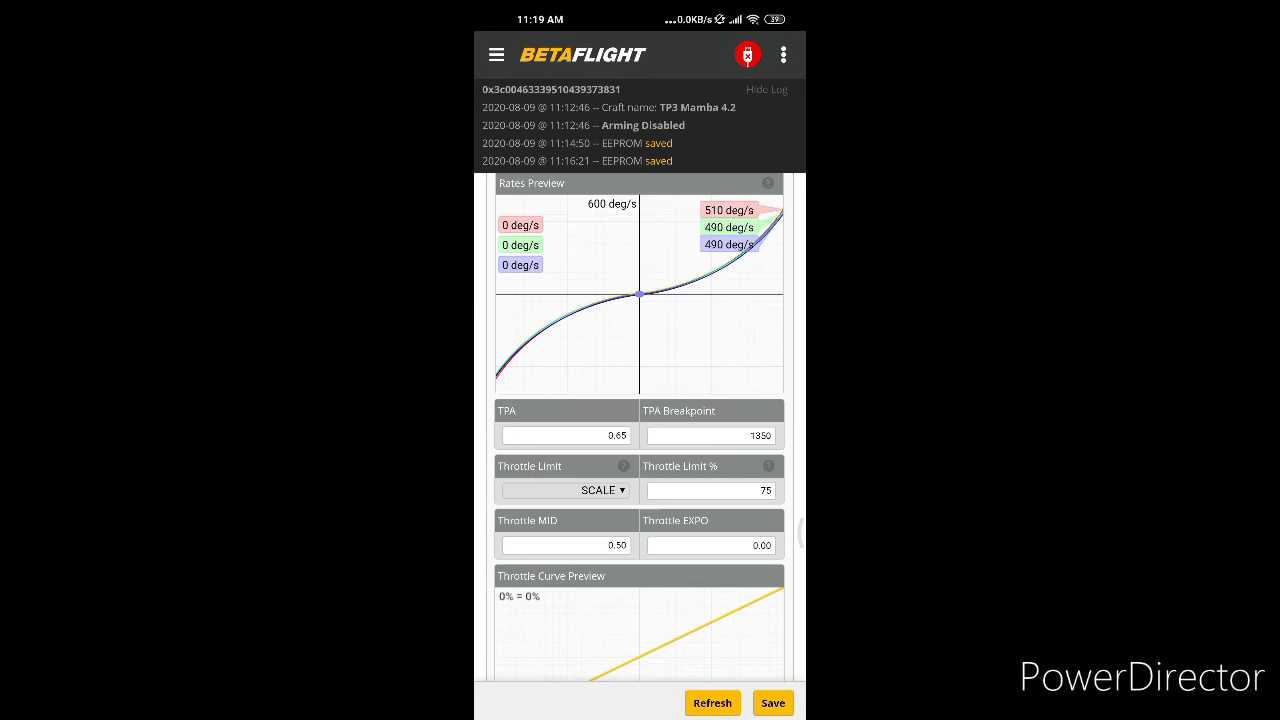 11:19 AM
...0.0KB/s
39
BETAFLIGHT
0x3c00463339510439373831
Hide Log
2020-08-09 @ 11:12:46 -- Craft name: TP3 Mamba 4.2
2020-08-09 @ 11:12:46 -- Arming Disabled
2020-08-09 @ 11:14:50 -- EEPROM saved
2020-08-09 @ 11:16:21 -- EEPROM saved
Rates Preview
?
600 deg/s
0 deg/s
0 deg/s
0 deg/s
510 deg/s
490 deg/s
490 deg/s
TPA
TPA Breakpoint
0.65
1350
Throttle Limit
?
Throttle Limit %
?
SCALE
75
Throttle MID
Throttle EXPO
0.50
0.00
Throttle Curve Preview
0% = 0%
Refresh
Save
PowerDirector